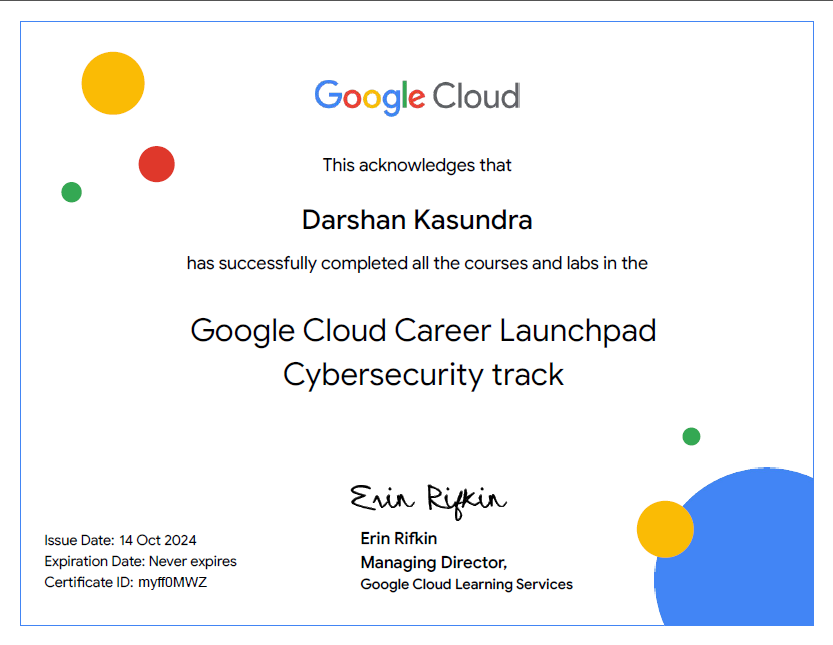 Google Cloud
This acknowledges that
Darshan Kasundra
has successfully completed all the courses and labs in the
Google Cloud Career Launchpad
Cybersecurity track
Erin Rifkin
Issue Date: 14 Oct 2024
Expiration Date: Never expires
Certificate ID: myff0MWZ
Erin Rifkin
Managing Director,
Google Cloud Learning Services